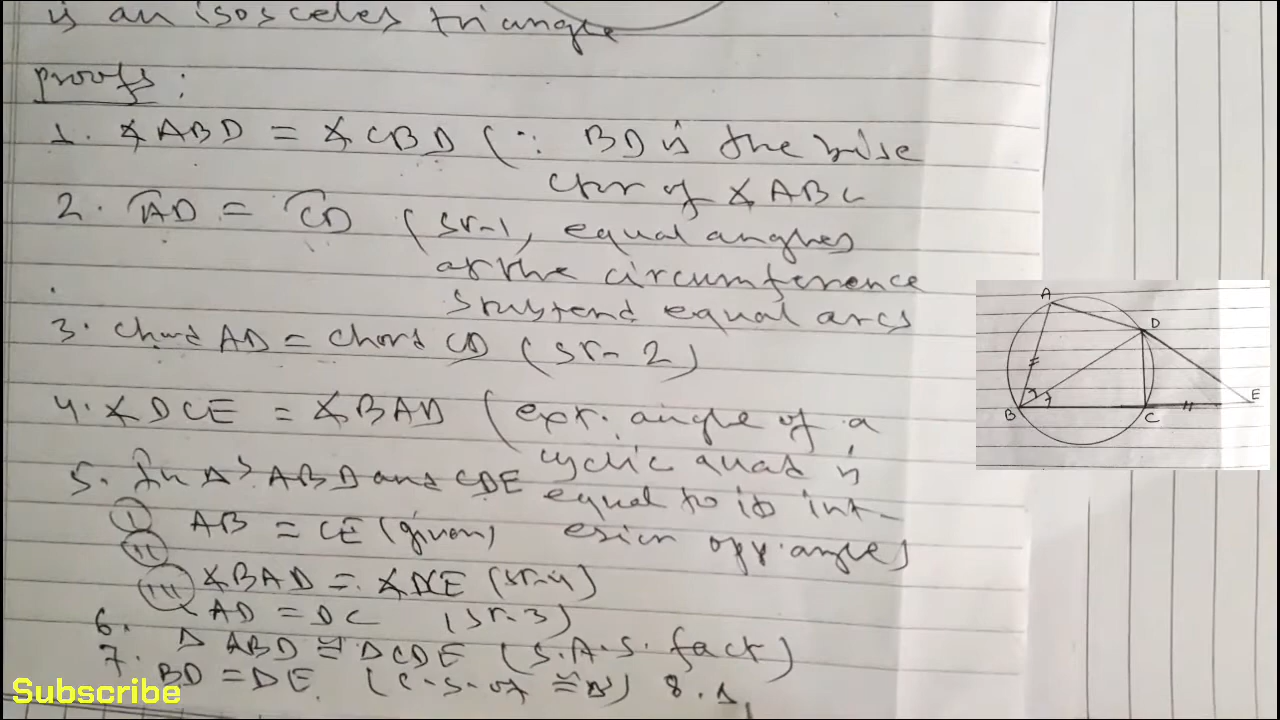 is an isosceles triangle
proofs :
1. ∡ABD = ∡CBD (∵ BD is the bise
ctor of ∡ABC
2. AD = CD (sr-1, equal angles
at the circumference
subtend equal arcs
3. chord AD = chord CD (sr-2)
4. ∡DCE = ∡BAD (ext. angle of a
cyclic quad is
equal to its int-
erior opp. angle)
5. In Δs ABD and CDE
(i) AB = CE (given)
(ii) ∡BAD = ∡DCE (sr-4)
(iii) AD = DC (sr-3)
6. Δ ABD ≅ ΔCDE (S.A.S. fact)
7. BD = DE (c.s. of ≅ Δs) 8.
A
D
B
C
E
Subscribe